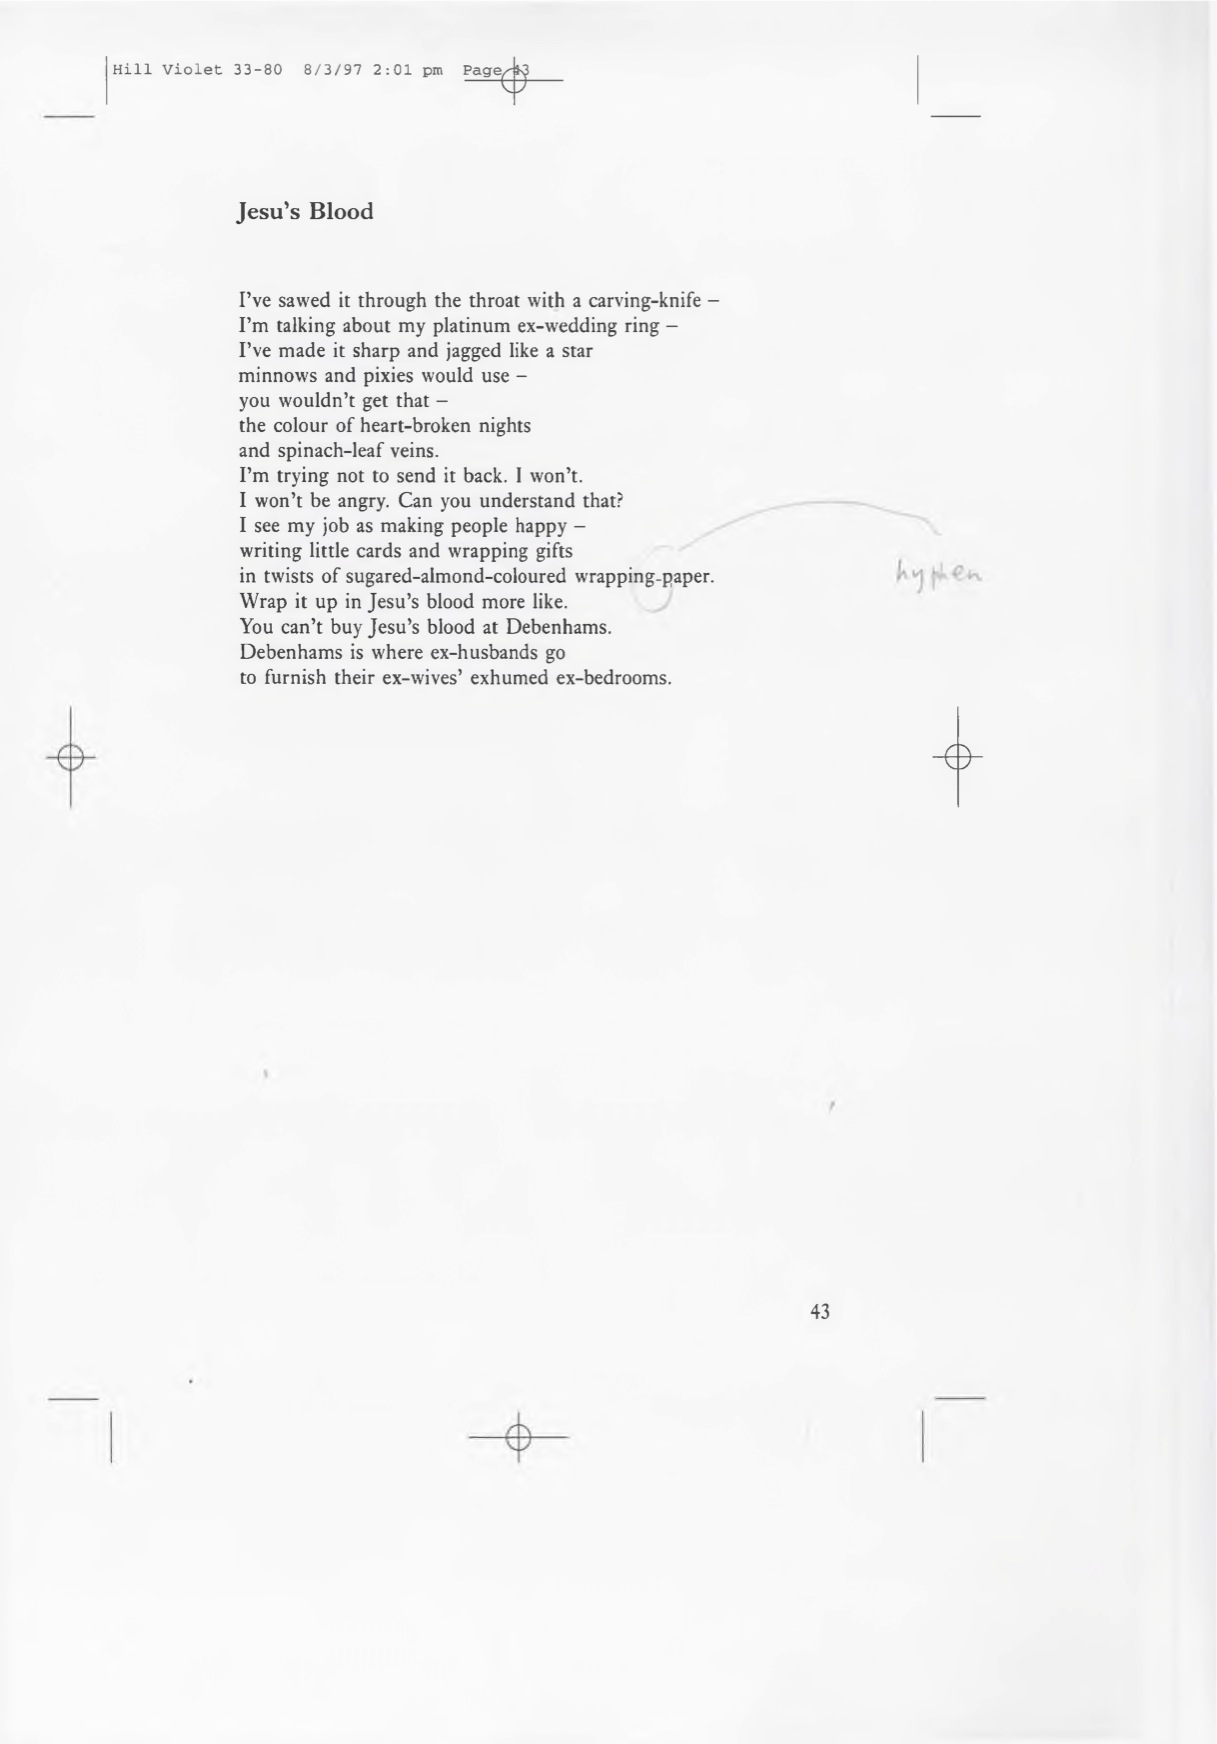 Hill Violet 33-80 8/3/97 2:01 pm Page 43
Jesu's Blood
I've sawed it through the throat with a carving-knife –
I'm talking about my platinum ex-wedding ring –
I've made it sharp and jagged like a star
minnows and pixies would use –
you wouldn't get that –
the colour of heart-broken nights
and spinach-leaf veins.
I'm trying not to send it back. I won't.
I won't be angry. Can you understand that?
I see my job as making people happy –
writing little cards and wrapping gifts
in twists of sugared-almond-coloured wrapping-paper.
hyphen
Wrap it up in Jesu's blood more like.
You can't buy Jesu's blood at Debenhams.
Debenhams is where ex-husbands go
to furnish their ex-wives' exhumed ex-bedrooms.
43